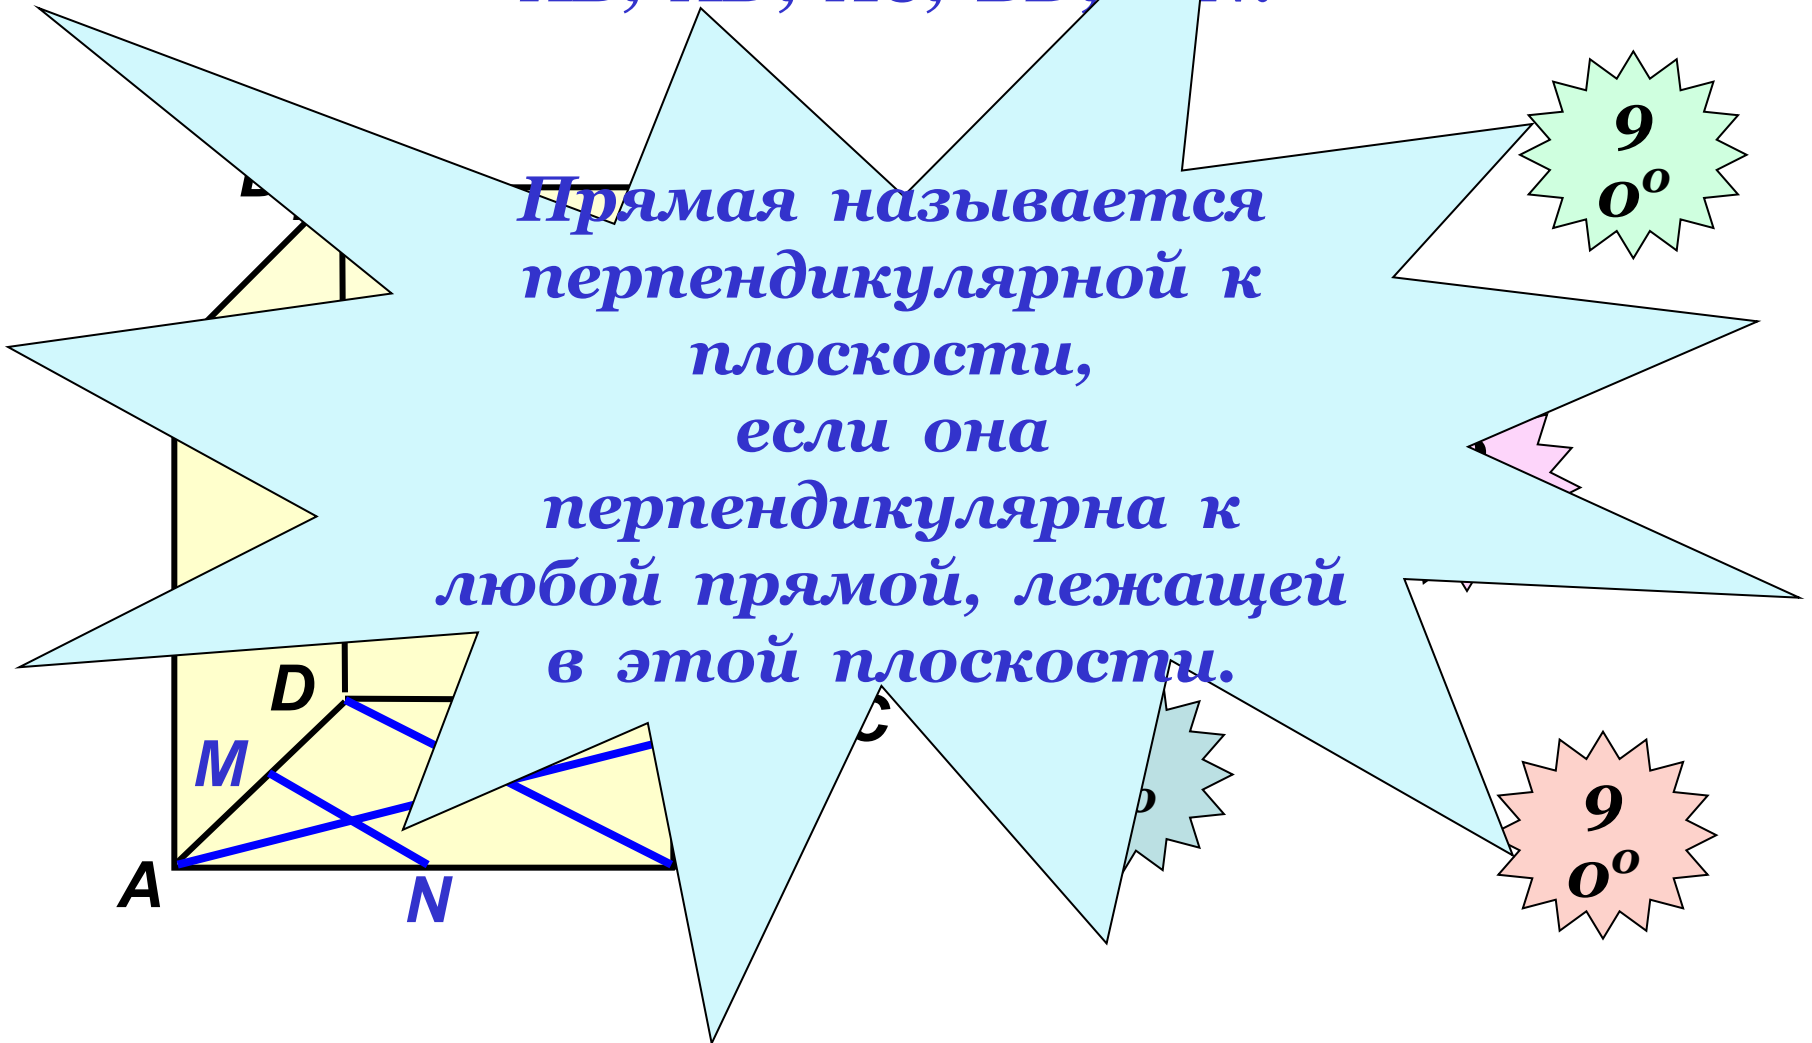 9
0º
Прямая называется
перпендикулярной к
плоскости,
если она
перпендикулярна к
любой прямой, лежащей
в этой плоскости.
D
C
M
9
0º
A
N